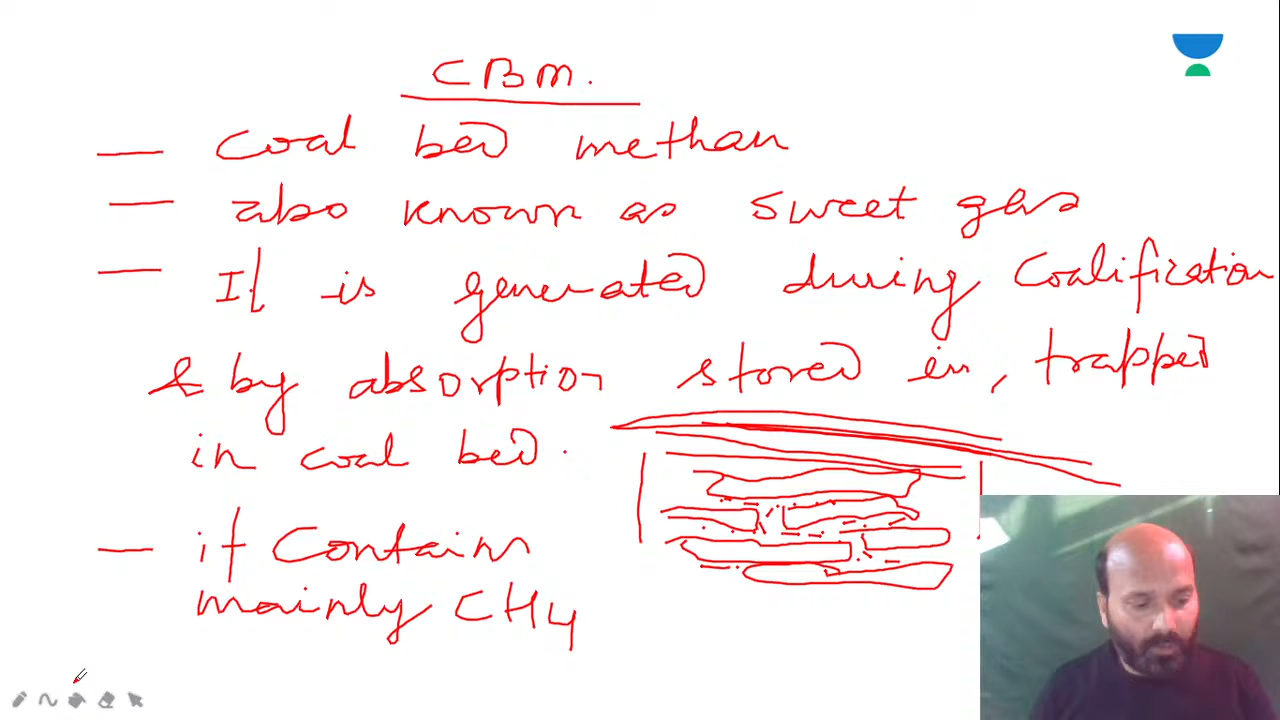 CBM.
— coal bed methan
— also known as sweet gas
— It is generated during Coalification
& by absorption stored in, trapped
in coal bed.
— it Contains
mainly CH4